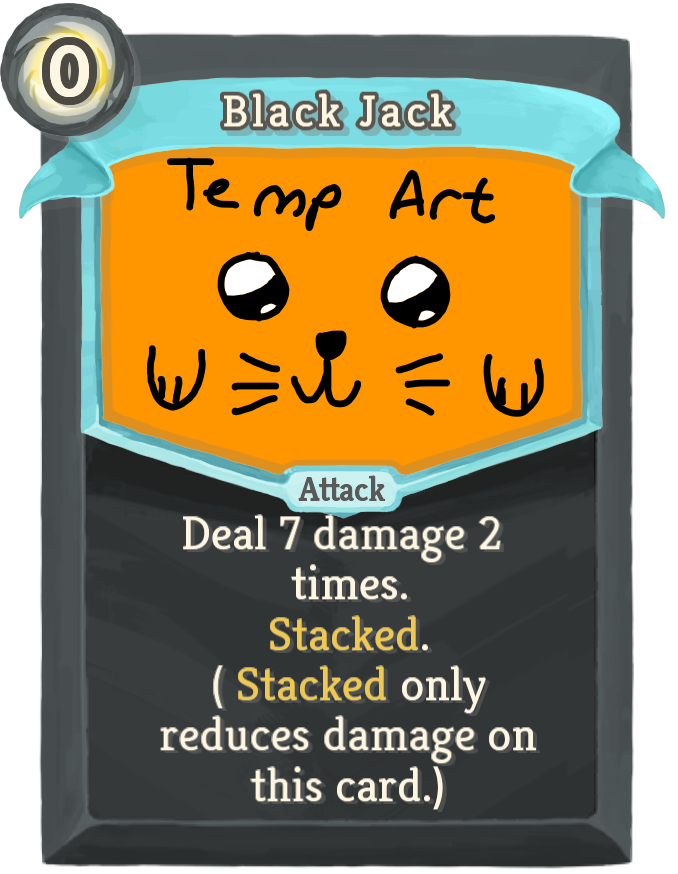 0
Black Jack
Temp Art
Attack
Deal 7 damage 2
times.
Stacked.
( Stacked only
reduces damage on
this card.)